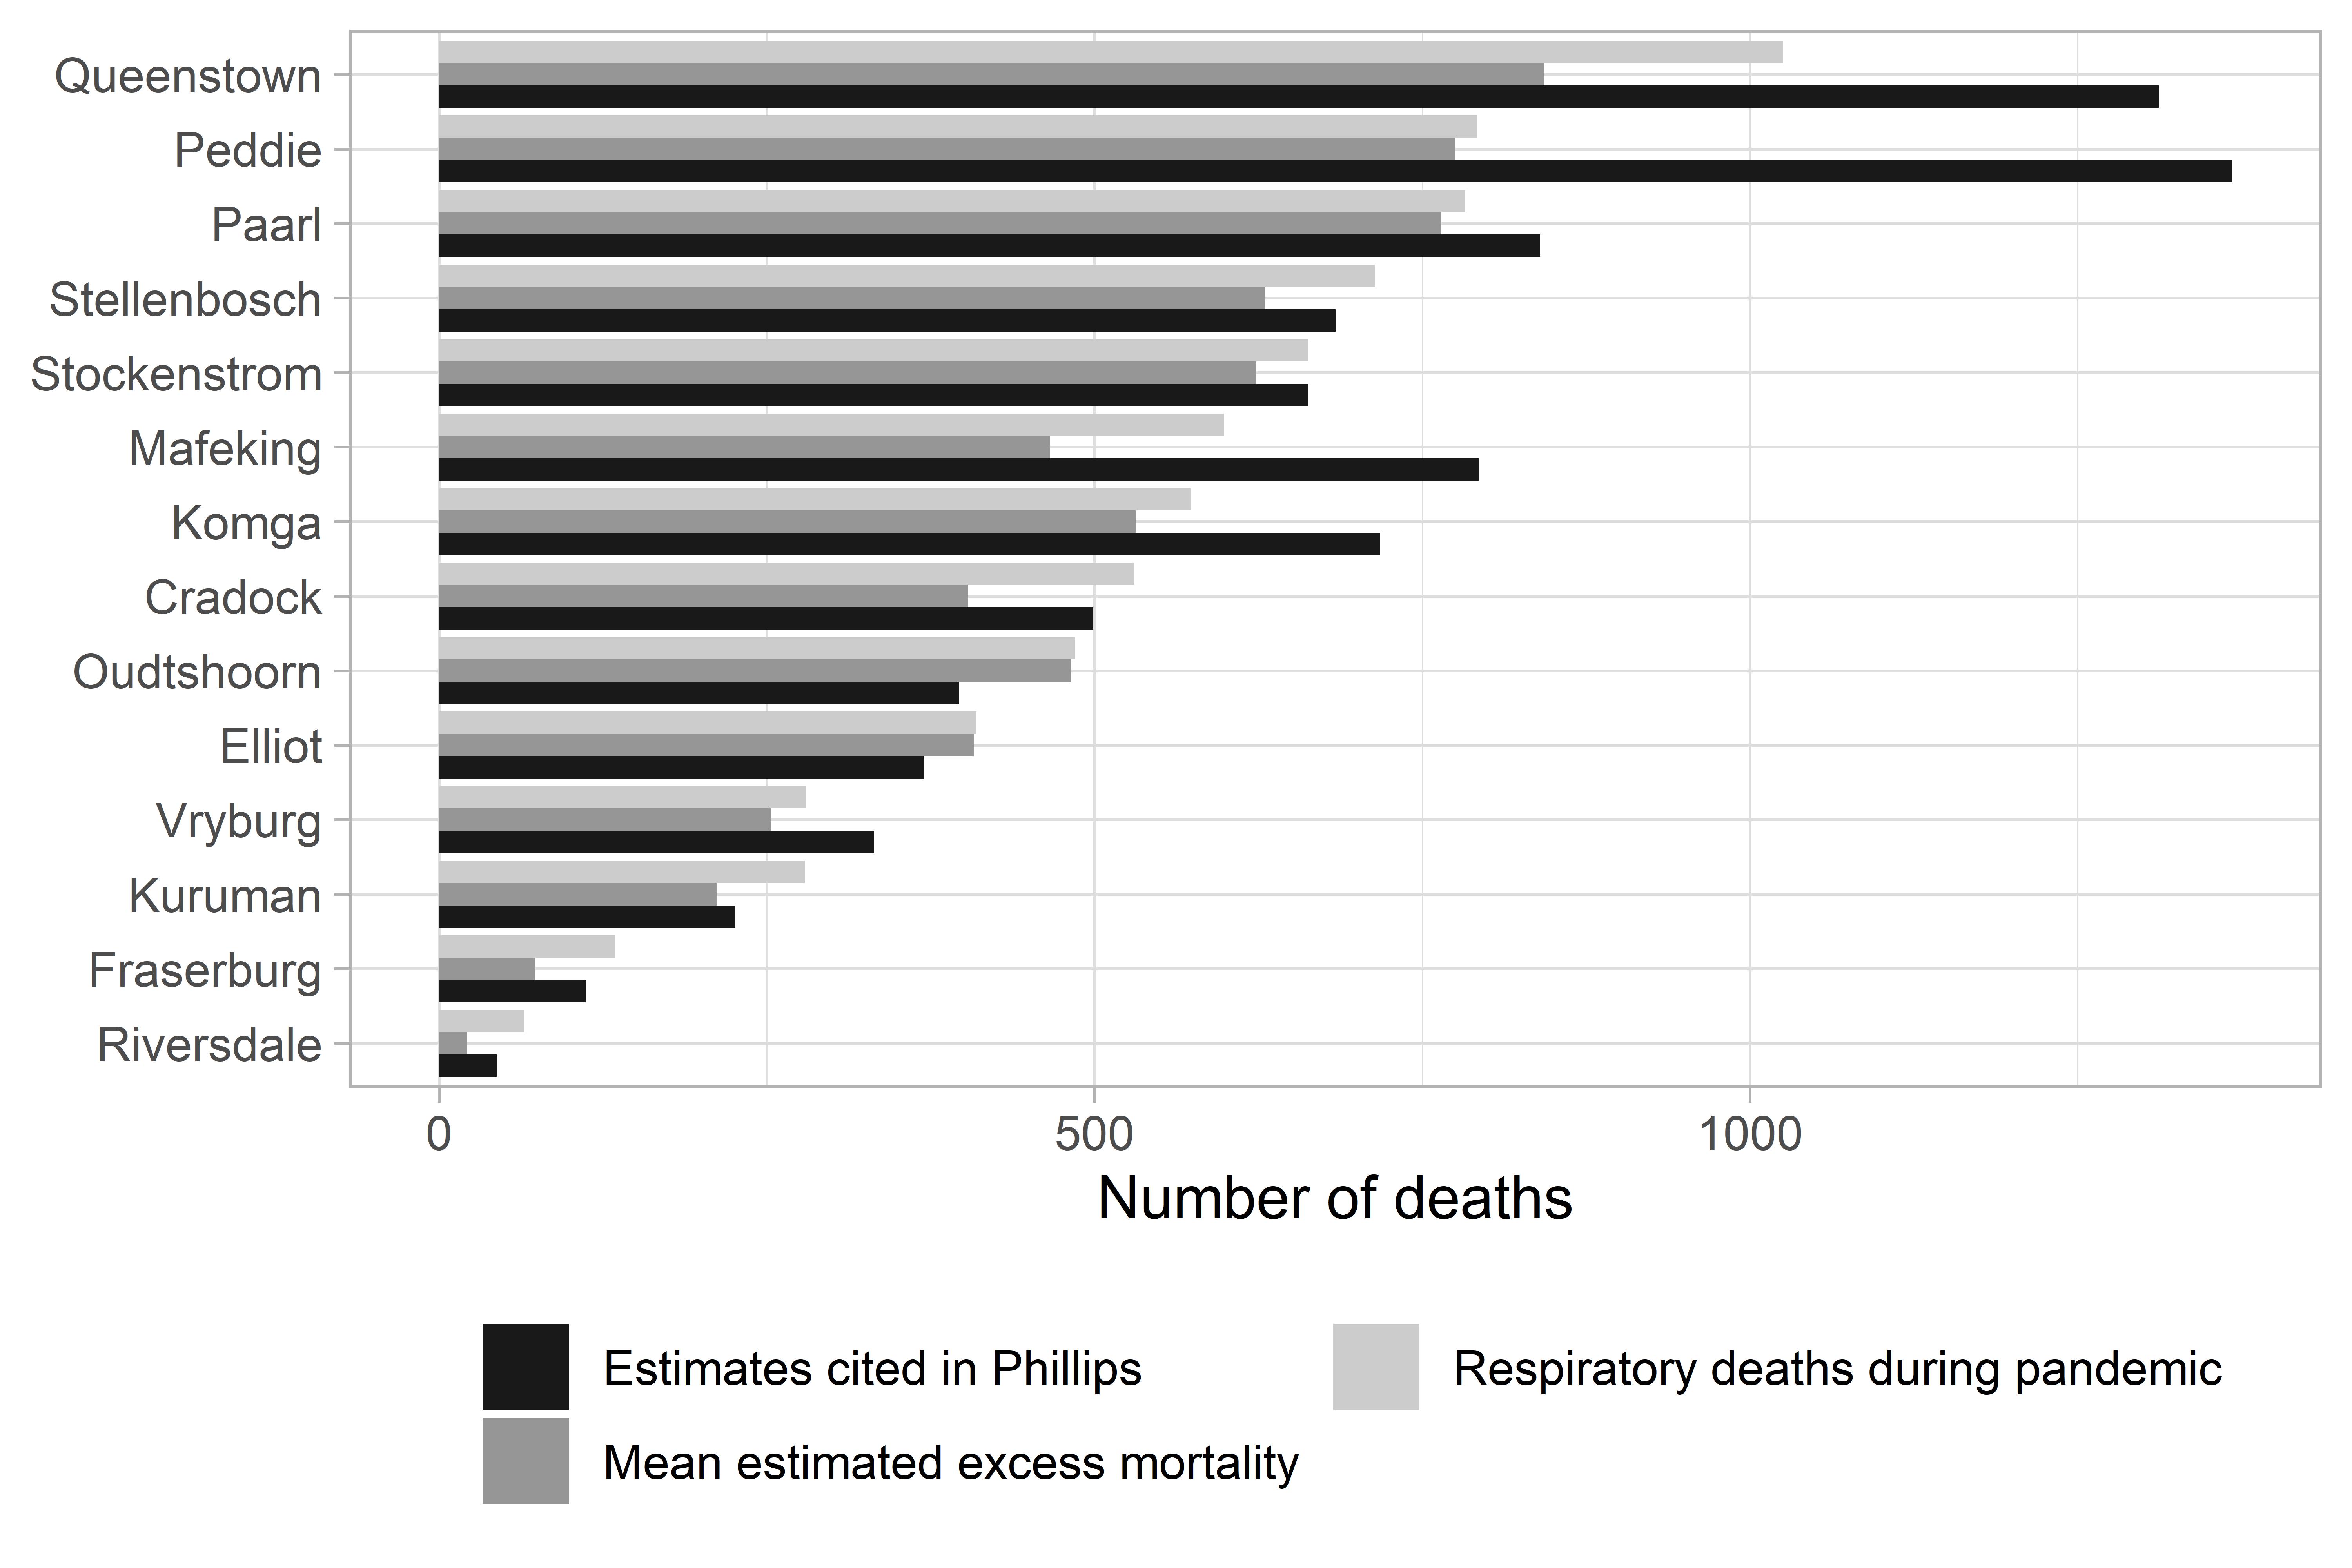 Queenstown
Peddie
Paarl
Stellenbosch
Stockenstrom
Mafeking
Komga
Cradock
Oudtshoorn
Elliot
Vryburg
Kuruman
Fraserburg
Riversdale
0 500 1000
Number of deaths
Estimates cited in Phillips Respiratory deaths during pandemic
Mean estimated excess mortality